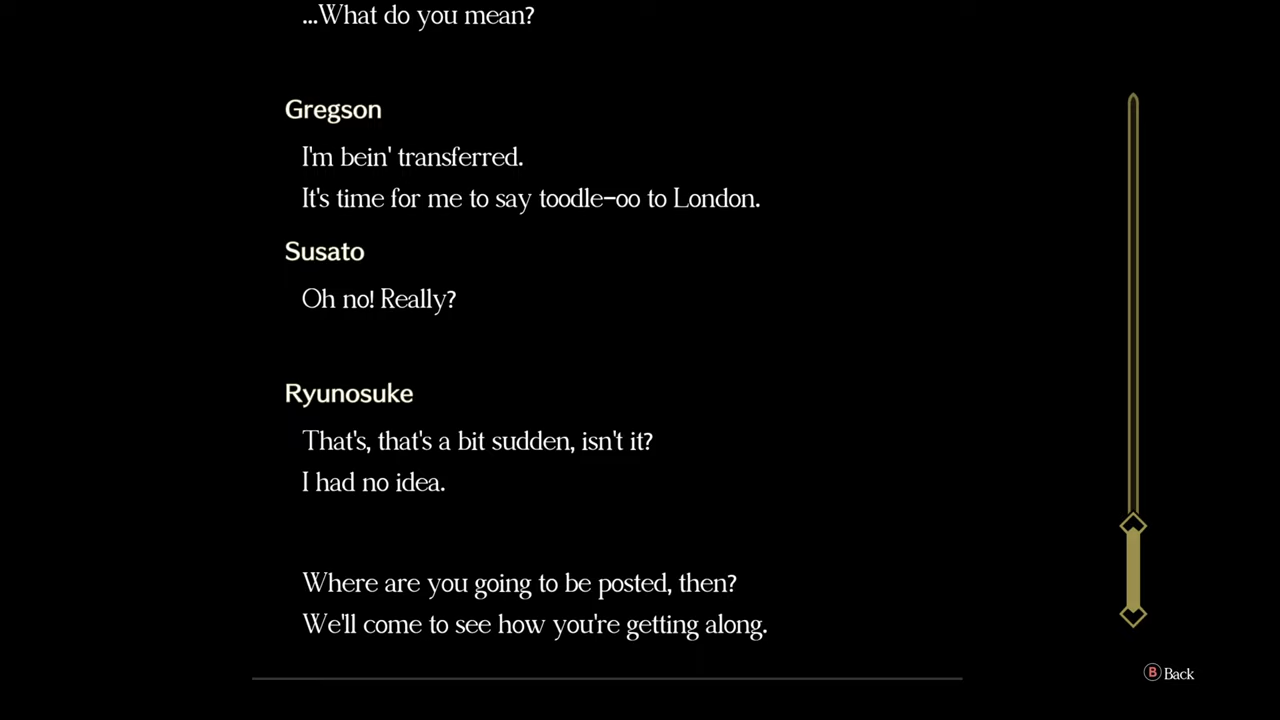 ...What do you mean?
Gregson
I'm bein' transferred.
It's time for me to say toodle-oo to London.
Susato
Oh no! Really?
Ryunosuke
That's, that's a bit sudden, isn't it?
I had no idea.
Where are you going to be posted, then?
We'll come to see how you're getting along.
B Back